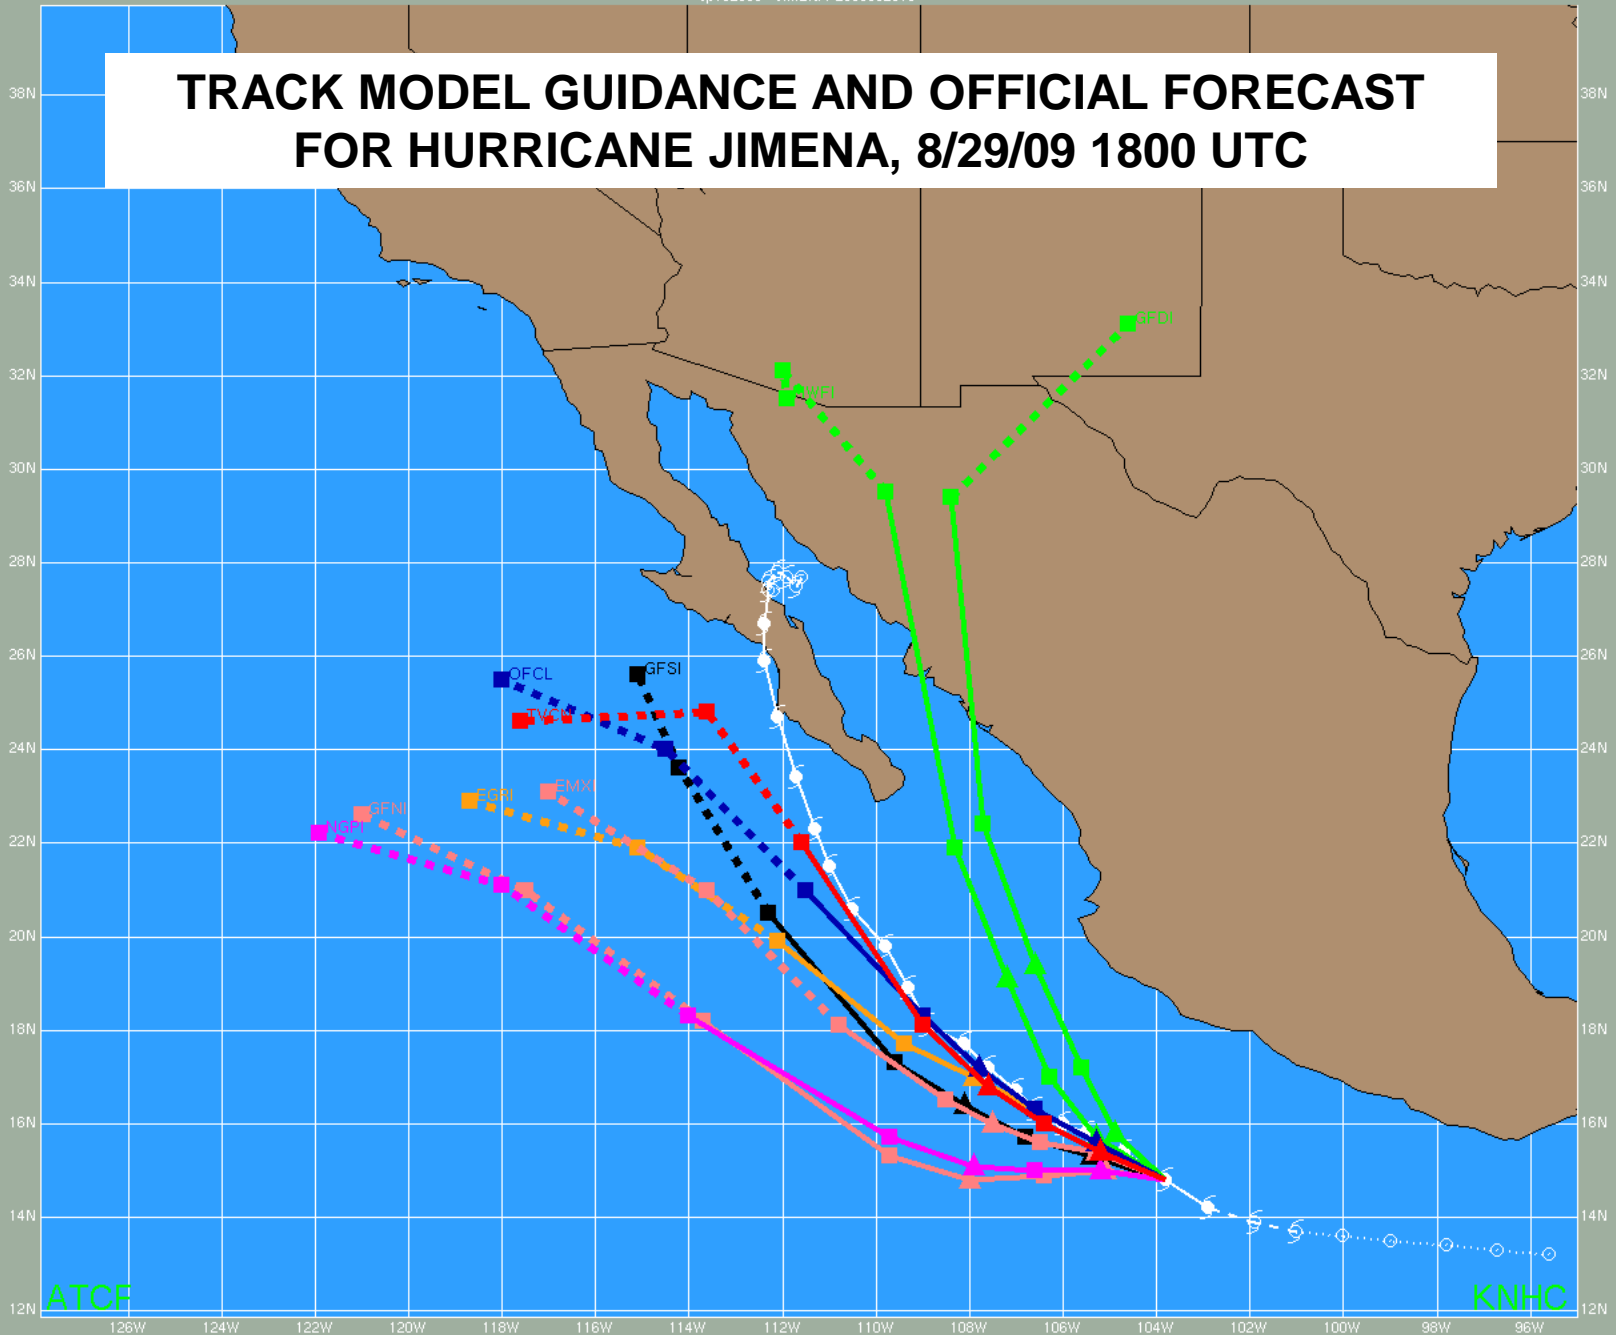 TRACK MODEL GUIDANCE AND OFFICIAL FORECAST
FOR HURRICANE JIMENA, 8/29/09 1800 UTC
38N 38N
36N 36N
34N 34N
GFDI
32N 32N
30N 30N
28N 28N
26N 26N
OFCL GFSI
TVCN
24N 24N
EGRI EMXI
GFNI
NGPI
22N 22N
20N 20N
18N 18N
16N 16N
14N 14N
ATCF KNHC
12N 12N
126W 124W 122W 120W 118W 116W 114W 112W 110W 108W 106W 104W 102W 100W 98W 96W